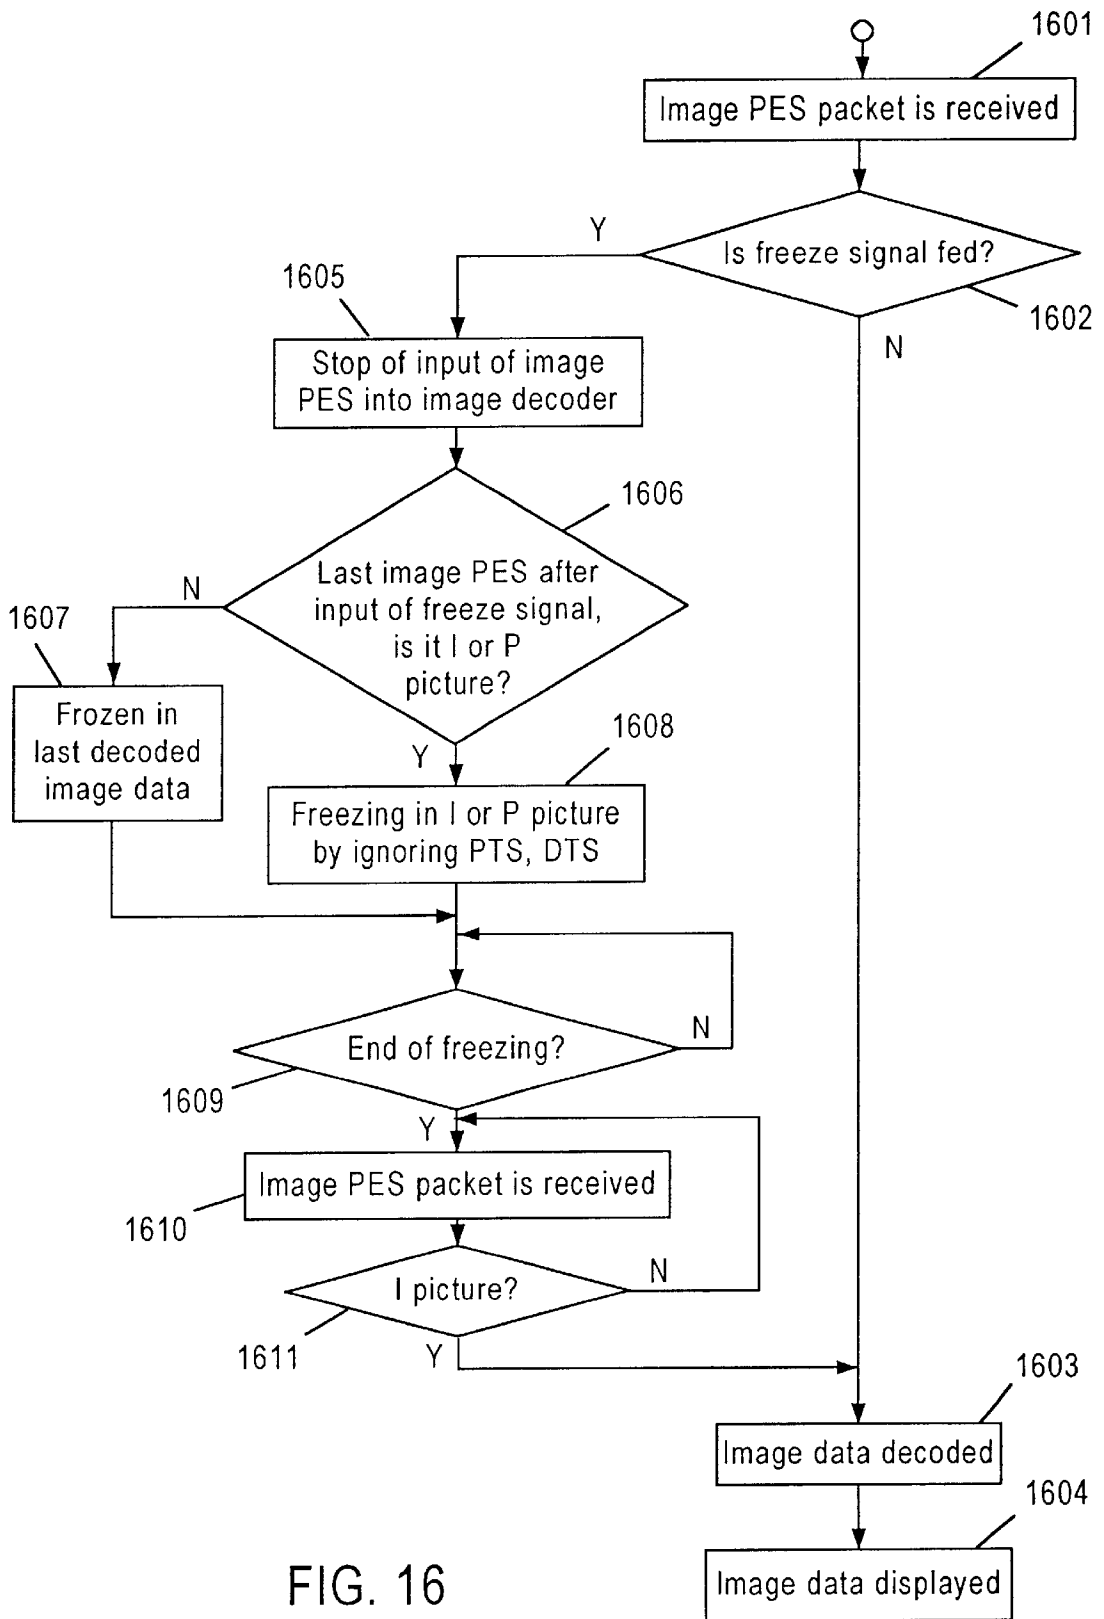 1601
Image PES packet is received
Y
Is freeze signal fed?
1602
N
1605
Stop of input of image
PES into image decoder
1606
Last image PES after
input of freeze signal,
is it I or P
picture?
N
1607
Frozen in
last decoded
image data
Y
1608
Freezing in I or P picture
by ignoring PTS, DTS
End of freezing?
N
1609
Y
Image PES packet is received
1610
I picture?
N
1611
Y
1603
Image data decoded
1604
Image data displayed
FIG. 16